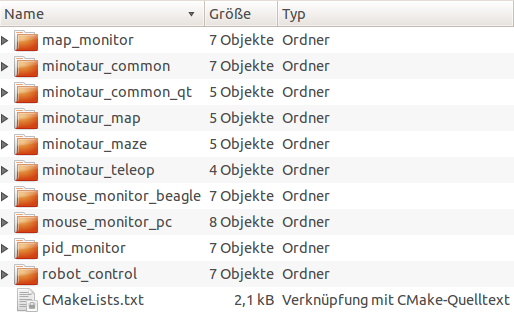 Name Größe Typ
map_monitor 7 Objekte Ordner
minotaur_common 7 Objekte Ordner
minotaur_common_qt 5 Objekte Ordner
minotaur_map 5 Objekte Ordner
minotaur_maze 5 Objekte Ordner
minotaur_teleop 4 Objekte Ordner
mouse_monitor_beagle 7 Objekte Ordner
mouse_monitor_pc 8 Objekte Ordner
pid_monitor 7 Objekte Ordner
robot_control 7 Objekte Ordner
CMakeLists.txt 2,1 kB Verknüpfung mit CMake-Quelltext